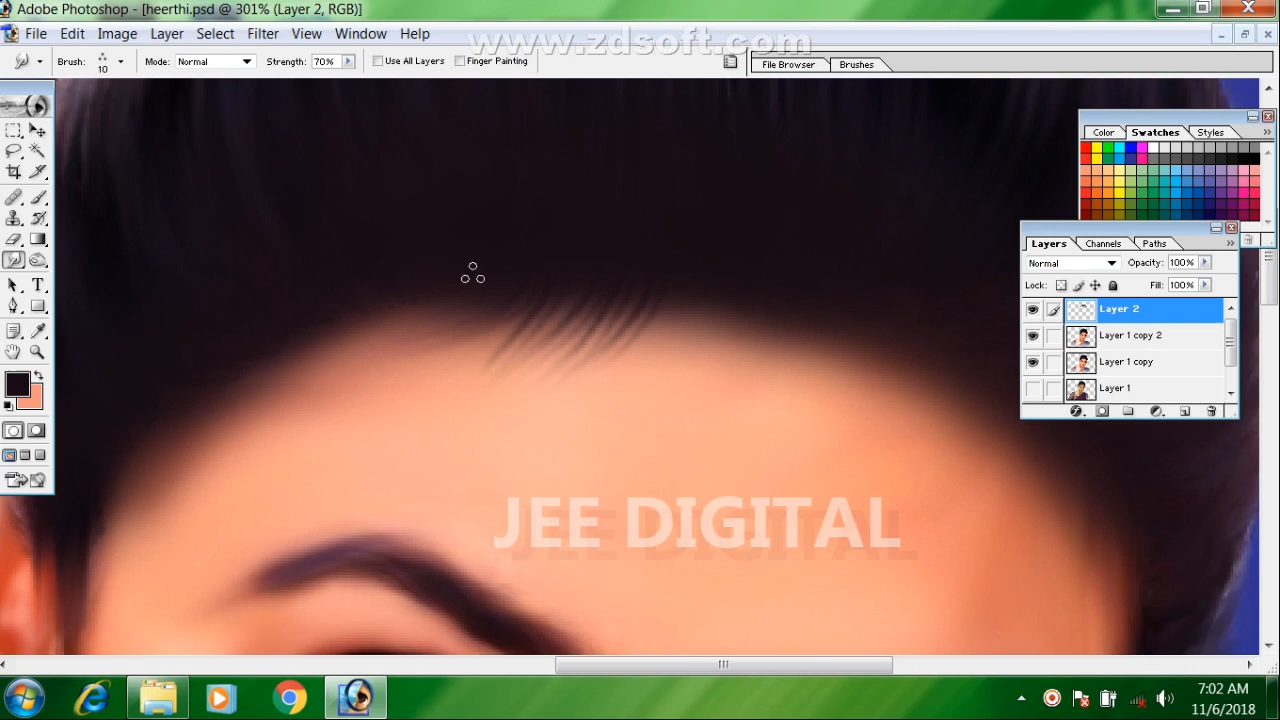 Adobe Photoshop - [heerthi.psd @ 301% (Layer 2, RGB)]
File Edit Image Layer Select Filter View Window Help
www.zdsoft.com
Brush: 10 Mode: Normal Strength: 70% Use All Layers Finger Painting File Browser Brushes
Color Swatches Styles
Layers Channels Paths
Normal Opacity: 100%
Lock: Fill: 100%
Layer 2
Layer 1 copy 2
Layer 1 copy
Layer 1
JEE DIGITAL
7:02 AM
11/6/2018